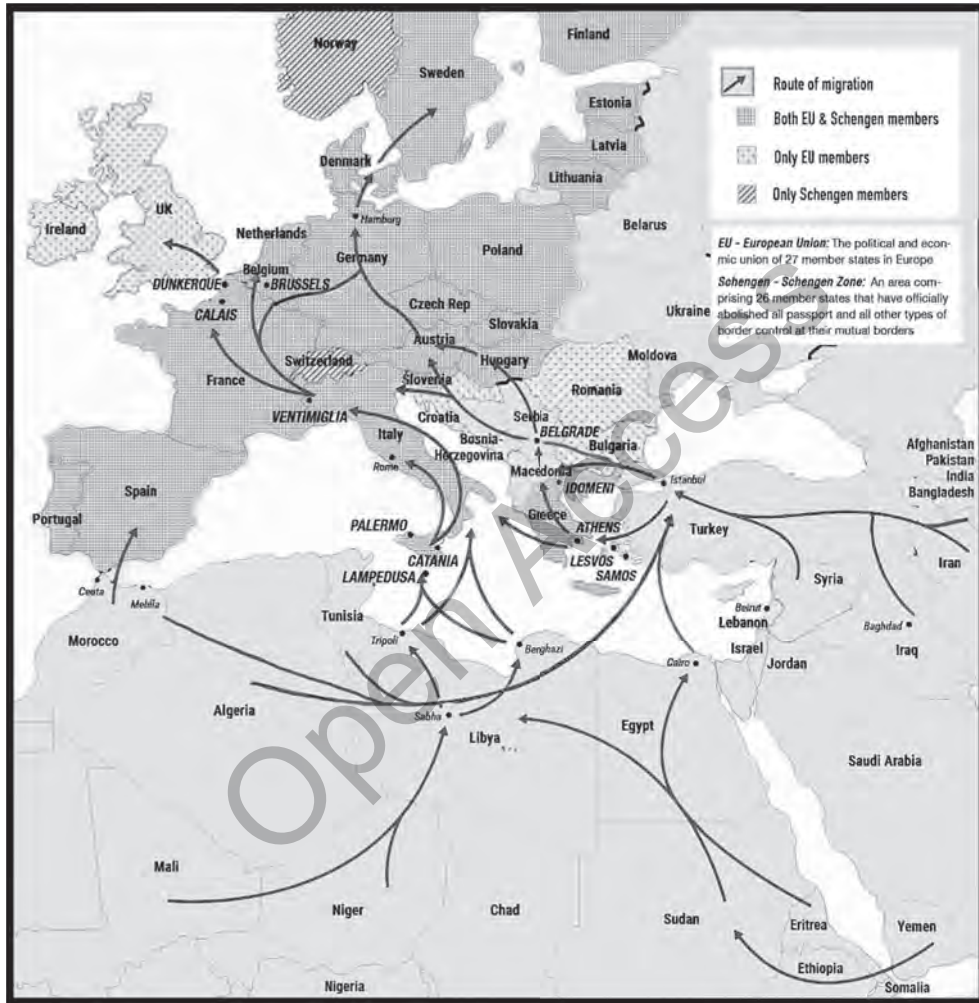 Norway
Finland
Sweden
Estonia
Latvia
Lithuania
Denmark
Hamburg
UK
Ireland
Netherlands
Belarus
Germany
Poland
Belgium
DUNKERQUE
BRUSSELS
CALAIS
Czech Rep
Ukraine
Slovakia
Austria
Switzerland
Hungary
Moldova
France
Slovenia
Romania
VENTIMIGLIA
Croatia
Serbia
Italy
Bosnia-
Herzegovina
BELGRADE
Bulgaria
Rome
Macedonia
IDOMENI
Istanbul
Afghanistan
Pakistan
India
Bangladesh
Spain
Portugal
Greece
ATHENS
Turkey
PALERMO
CATANIA
LESVOS
SAMOS
LAMPEDUSA
Iran
Syria
Ceuta
Melilla
Tunisia
Beirut
Lebanon
Baghdad
Morocco
Tripoli
Benghazi
Israel
Jordan
Iraq
Cairo
Algeria
Sabha
Libya
Egypt
Saudi Arabia
Mali
Niger
Chad
Sudan
Eritrea
Yemen
Ethiopia
Nigeria
Somalia
Route of migration
Both EU & Schengen members
Only EU members
Only Schengen members
EU - European Union: The political and econ-
omic union of 27 member states in Europe
Schengen - Schengen Zone: An area com-
prising 26 member states that have officially
abolished all passport and all other types of
border control at their mutual borders
Open Access